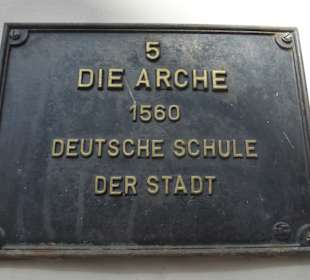 5
DIE ARCHE
1560
DEUTSCHE SCHULE
DER STADT